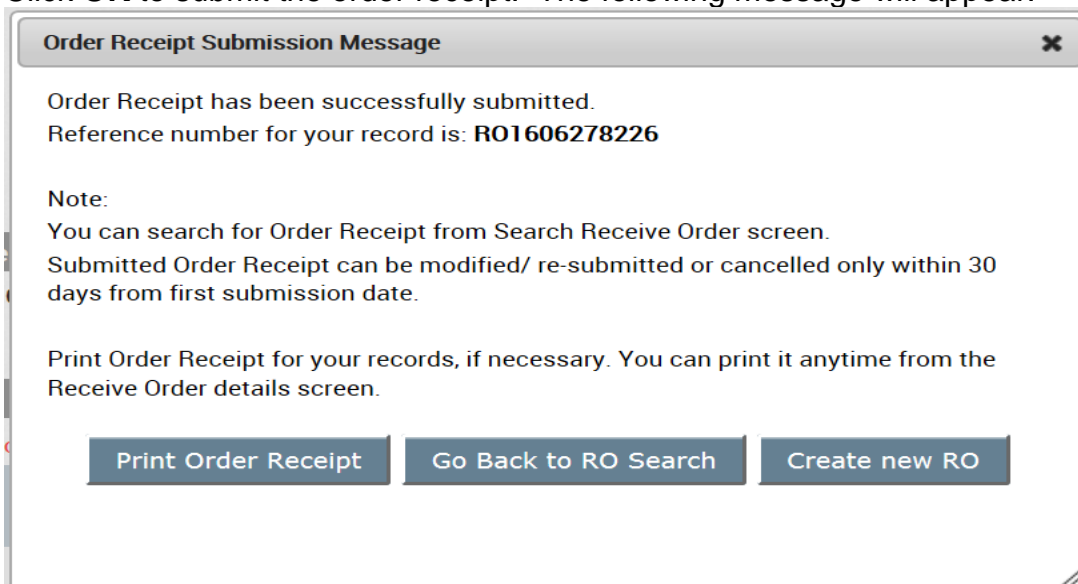 Click OK to submit the order receipt. The following message will appear:
Order Receipt Submission Message
Order Receipt has been successfully submitted.
Reference number for your record is: RO1606278226
Note:
You can search for Order Receipt from Search Receive Order screen.
Submitted Order Receipt can be modified/ re-submitted or cancelled only within 30
days from first submission date.
Print Order Receipt for your records, if necessary. You can print it anytime from the
Receive Order details screen.
Print Order Receipt
Go Back to RO Search
Create new RO